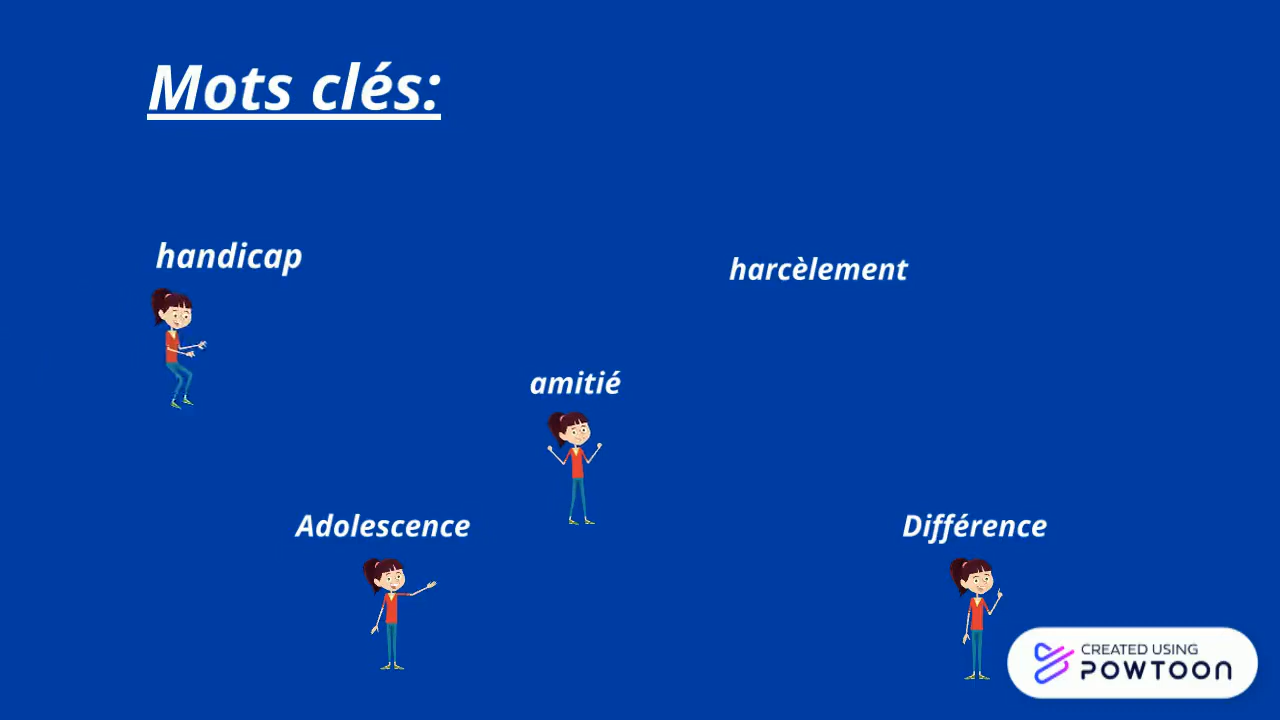 Mots clés:
handicap
harcèlement
amitié
Adolescence
Différence
CREATED USING
POWTOON